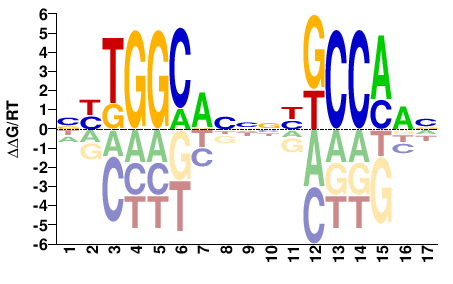 6
5
4
3
2
1
0
-1
-2
-3
-4
-5
-6
ΔΔG/RT
C T T G G C A C T G C C A A C
C G A C T C
A G A A A G T G G A A A T T
C C C T C C G G G C
T T T T
1 2 3 4 5 6 7 8 9 10 11 12 13 14 15 16 17